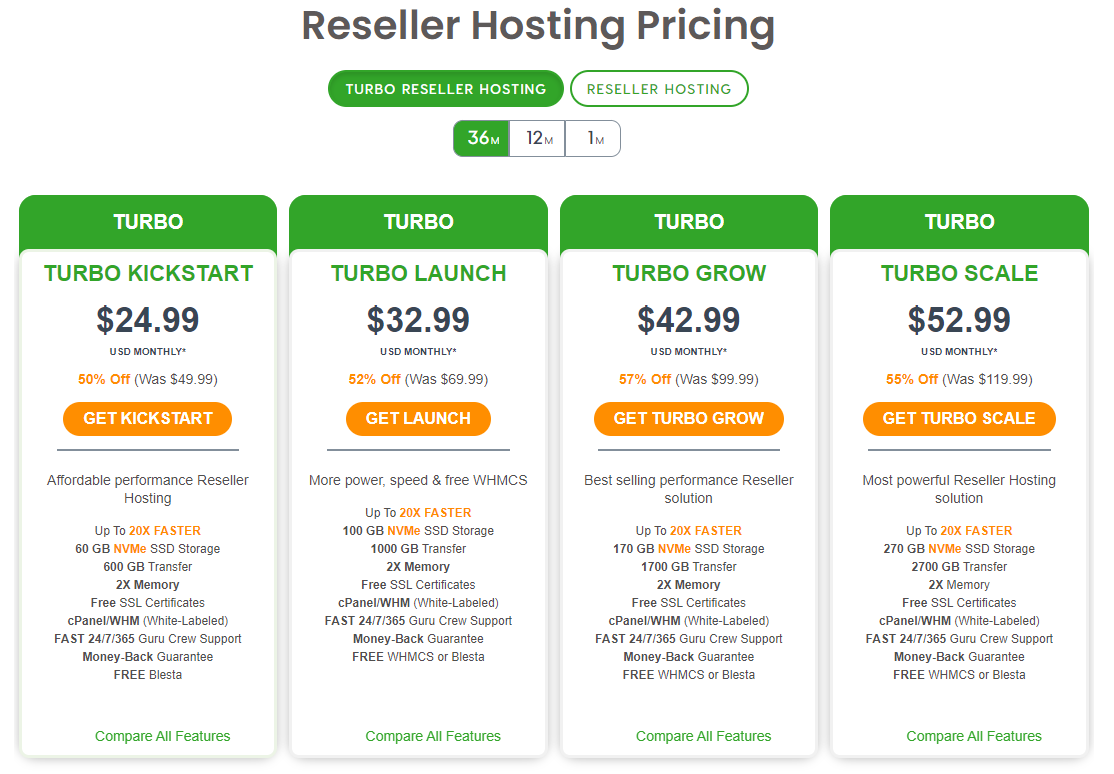 Reseller Hosting Pricing
TURBO RESELLER HOSTING
RESELLER HOSTING
36M
12M
1M
TURBO
TURBO KICKSTART
$24.99
USD MONTHLY*
50% Off (Was $49.99)
GET KICKSTART
Affordable performance Reseller
Hosting
Up To 20X FASTER
60 GB NVMe SSD Storage
600 GB Transfer
2X Memory
Free SSL Certificates
cPanel/WHM (White-Labeled)
FAST 24/7/365 Guru Crew Support
Money-Back Guarantee
FREE Blesta
Compare All Features
TURBO
TURBO LAUNCH
$32.99
USD MONTHLY*
52% Off (Was $69.99)
GET LAUNCH
More power, speed & free WHMCS
Up To 20X FASTER
100 GB NVMe SSD Storage
1000 GB Transfer
2X Memory
Free SSL Certificates
cPanel/WHM (White-Labeled)
FAST 24/7/365 Guru Crew Support
Money-Back Guarantee
FREE WHMCS or Blesta
Compare All Features
TURBO
TURBO GROW
$42.99
USD MONTHLY*
57% Off (Was $99.99)
GET TURBO GROW
Best selling performance Reseller
solution
Up To 20X FASTER
170 GB NVMe SSD Storage
1700 GB Transfer
2X Memory
Free SSL Certificates
cPanel/WHM (White-Labeled)
FAST 24/7/365 Guru Crew Support
Money-Back Guarantee
FREE WHMCS or Blesta
Compare All Features
TURBO
TURBO SCALE
$52.99
USD MONTHLY*
55% Off (Was $119.99)
GET TURBO SCALE
Most powerful Reseller Hosting
solution
Up To 20X FASTER
270 GB NVMe SSD Storage
2700 GB Transfer
2X Memory
Free SSL Certificates
cPanel/WHM (White-Labeled)
FAST 24/7/365 Guru Crew Support
Money-Back Guarantee
FREE WHMCS or Blesta
Compare All Features